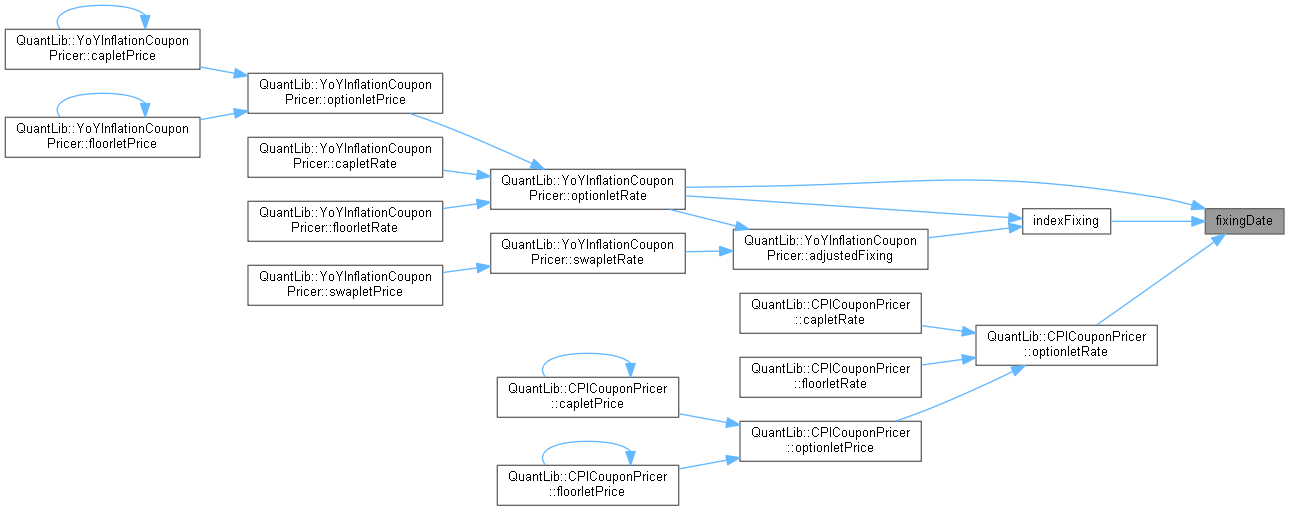 QuantLib::YoYInflationCoupon
Pricer::capletPrice
QuantLib::YoYInflationCoupon
Pricer::optionletPrice
QuantLib::YoYInflationCoupon
Pricer::floorletPrice
QuantLib::YoYInflationCoupon
Pricer::capletRate
QuantLib::YoYInflationCoupon
Pricer::optionletRate
QuantLib::YoYInflationCoupon
Pricer::floorletRate
indexFixing
fixingDate
QuantLib::YoYInflationCoupon
Pricer::swapletRate
QuantLib::YoYInflationCoupon
Pricer::adjustedFixing
QuantLib::YoYInflationCoupon
Pricer::swapletPrice
QuantLib::CPICouponPricer
::capletRate
QuantLib::CPICouponPricer
::optionletRate
QuantLib::CPICouponPricer
::floorletRate
QuantLib::CPICouponPricer
::capletPrice
QuantLib::CPICouponPricer
::optionletPrice
QuantLib::CPICouponPricer
::floorletPrice